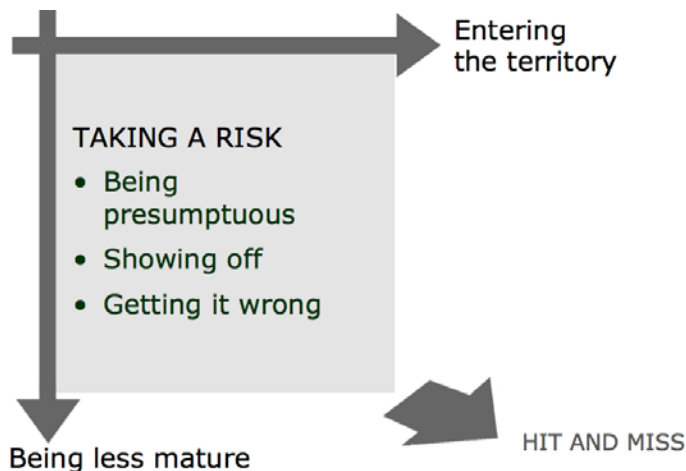 Entering
the territory
TAKING A RISK
• Being
presumptuous
• Showing off
• Getting it wrong
HIT AND MISS
Being less mature